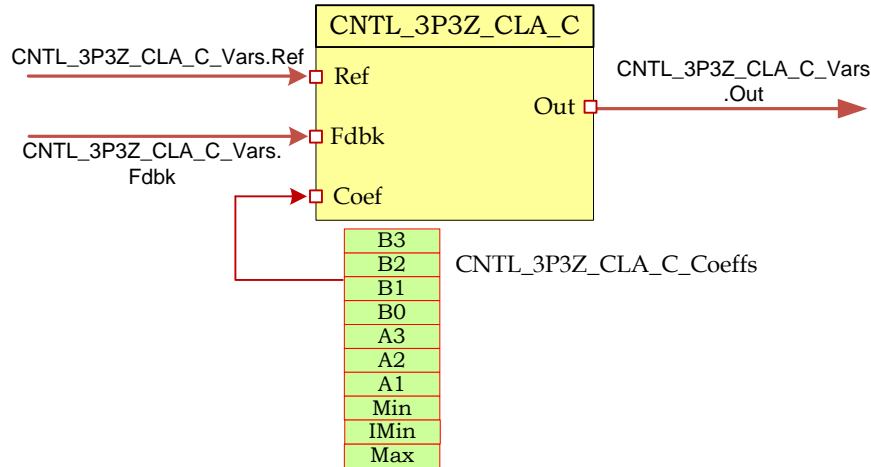 CNTL_3P3Z_CLA_C
CNTL_3P3Z_CLA_C_Vars.Ref
Ref
CNTL_3P3Z_CLA_C_Vars
.Out
Out
Fdbk
CNTL_3P3Z_CLA_C_Vars.
Fdbk
Coef
B3
B2
CNTL_3P3Z_CLA_C_Coeffs
B1
B0
A3
A2
A1
Min
IMin
Max